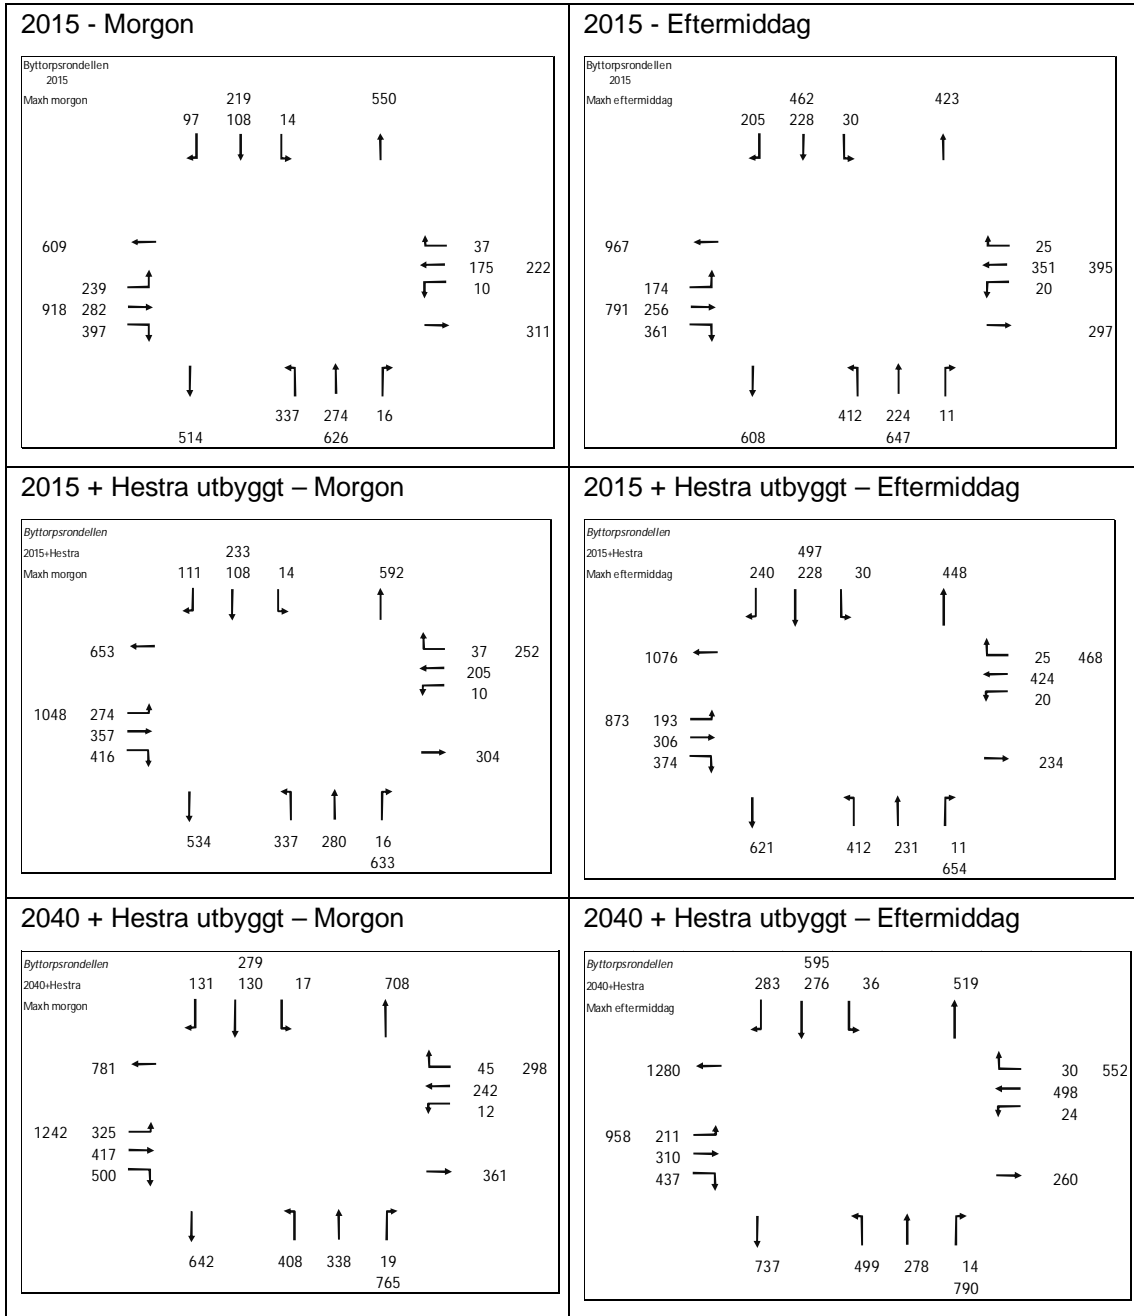 2015 - Morgon
Byttorpsrondellen
2015
Maxh morgon
219
550
97 108 14
609
37
175 222
10
239
918 282
397
311
337 274 16
514 626
2015 - Eftermiddag
Byttorpsrondellen
2015
Maxh eftermiddag
462
423
205 228 30
967
25
351 395
20
174
791 256
361
297
412 224 11
608 647
2015 + Hestra utbyggt – Morgon
Byttorpsrondellen
2015+Hestra
233
Maxh morgon
111 108 14 592
653
37 252
205
10
1048 274
357
416
304
534 337 280 16
633
2015 + Hestra utbyggt – Eftermiddag
Byttorpsrondellen
2015+Hestra
497
Maxh eftermiddag
240 228 30 448
1076
25 468
424
20
873 193
306
374
234
621 412 231 11
654
2040 + Hestra utbyggt – Morgon
Byttorpsrondellen
279
2040+Hestra
131 130 17 708
Maxh morgon
781
45 298
242
12
1242 325
417
500
361
642 408 338 19
765
2040 + Hestra utbyggt – Eftermiddag
Byttorpsrondellen
595
2040+Hestra
283 276 36 519
Maxh eftermiddag
1280
30 552
498
24
958 211
310
437
260
737 499 278 14
790